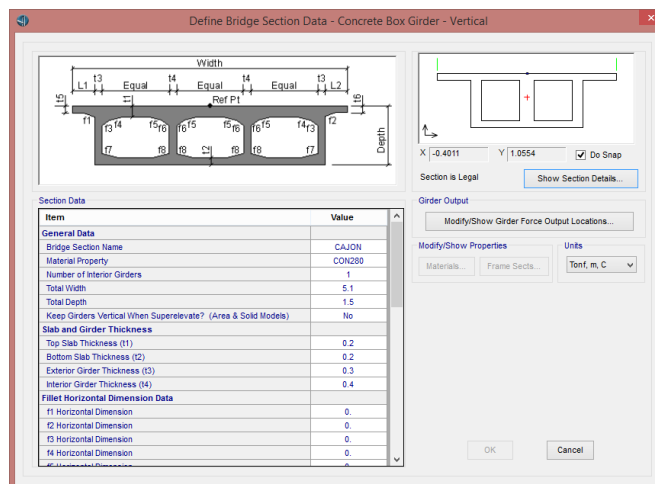 Define Bridge Section Data - Concrete Box Girder - Vertical
Width
L1 t3 Equal t4 Equal t4 Equal t3 L2
t5 t1 Ref Pt t6
f1 f3 f4 f5 f6 f6 f5 f5 f6 f6 f5 f4 f3 f2
Depth
f7 f8 f8 t2 f8 f8 f7
X -0.4011 Y 1.0554 Do Snap
Section is Legal Show Section Details...
Section Data
Item Value
General Data
Bridge Section Name CAJON
Material Property CON280
Number of Interior Girders 1
Total Width 5.1
Total Depth 1.5
Keep Girders Vertical When Superelevate? (Area & Solid Models) No
Slab and Girder Thickness
Top Slab Thickness (t1) 0.2
Bottom Slab Thickness (t2) 0.2
Exterior Girder Thickness (t3) 0.3
Interior Girder Thickness (t4) 0.4
Fillet Horizontal Dimension Data
f1 Horizontal Dimension 0.
f2 Horizontal Dimension 0.
f3 Horizontal Dimension 0.
f4 Horizontal Dimension 0.
f5 Horizontal Dimension 0.
Girder Output
Modify/Show Girder Force Output Locations...
Modify/Show Properties
Materials... Frame Sects...
Units
Tonf, m, C
OK Cancel